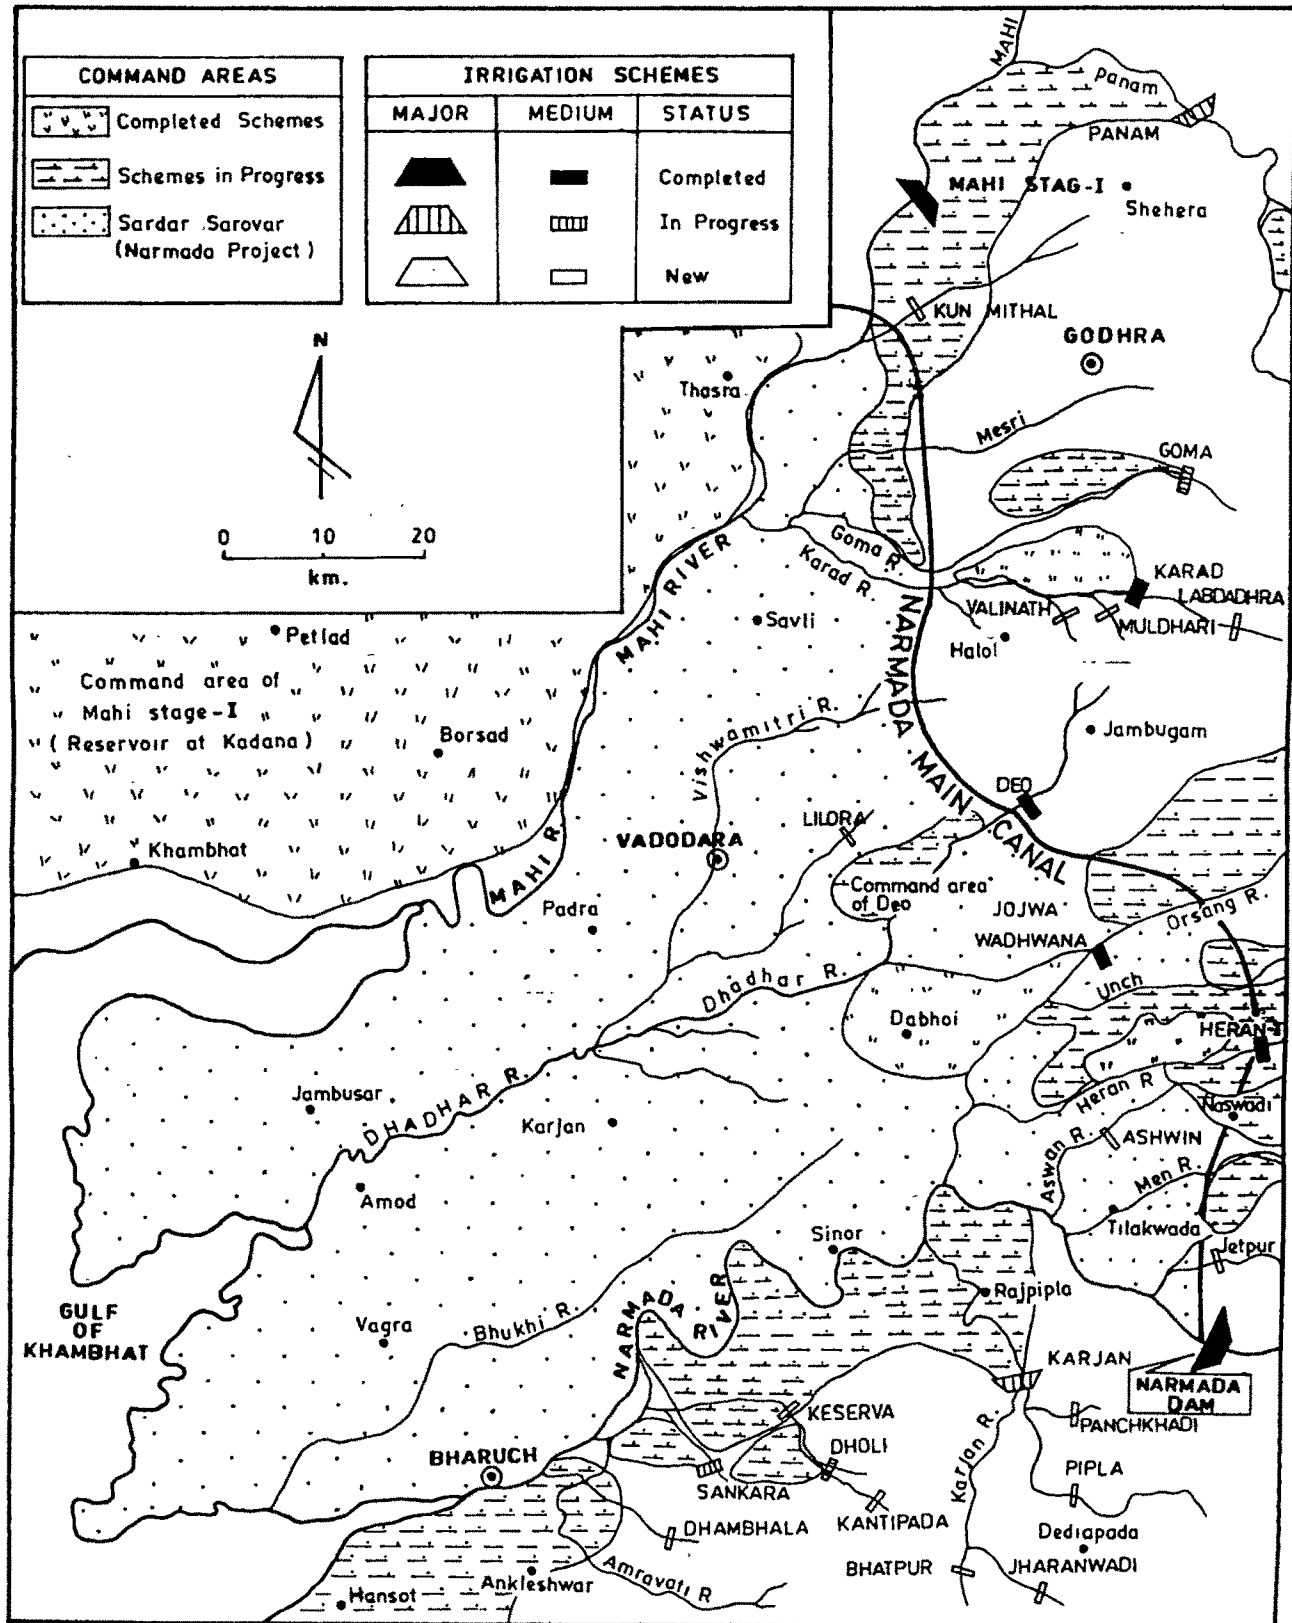 COMMAND AREAS
Completed Schemes
Schemes in Progress
Sardar Sarovar
(Narmada Project)
IRRIGATION SCHEMES
MAJOR
MEDIUM
STATUS
Completed
In Progress
New
N
0
10
20
km.
MAHI
Panam
PANAM
MAHI STAG-I
Shehera
KUN MITHAL
GODHRA
Thasra
Mesri
GOMA
Goma R.
Karad R.
KARAD
LABDADHRA
VALINATH
MULDHARI
Halol
MAHI RIVER
Savli
NARMADA MAIN CANAL
Petlad
Command area of
Mahi stage-I
(Reservoir at Kadana)
Borsad
Khambhat
Vishwamitri R.
Jambugam
DEO
LILORA
VADODARA
MAHI R.
Padra
Command area
of Deo
JOJWA
WADHWANA
Orsang R.
Unch
Dhadhar R.
Dabhoi
HERAN-I
Heran R
Naswadi
Jambusar
DHADHAR R.
Karjan
Aswan R.
ASHWIN
Men R.
Amod
Tilakwada
Sinor
Jetpur
GULF
OF
KHAMBHAT
Vagra
Bhukhi R.
NARMADA RIVER
Rajpipla
KARJAN
NARMADA
DAM
PANCHKHADI
KESERVA
DHOLI
Karjan R.
BHARUCH
SANKARA
PIPLA
DHAMBHALA
KANTIPADA
Dediapada
BHATPUR
JHARANWADI
Ankleshwar
Amravati R
Hansot